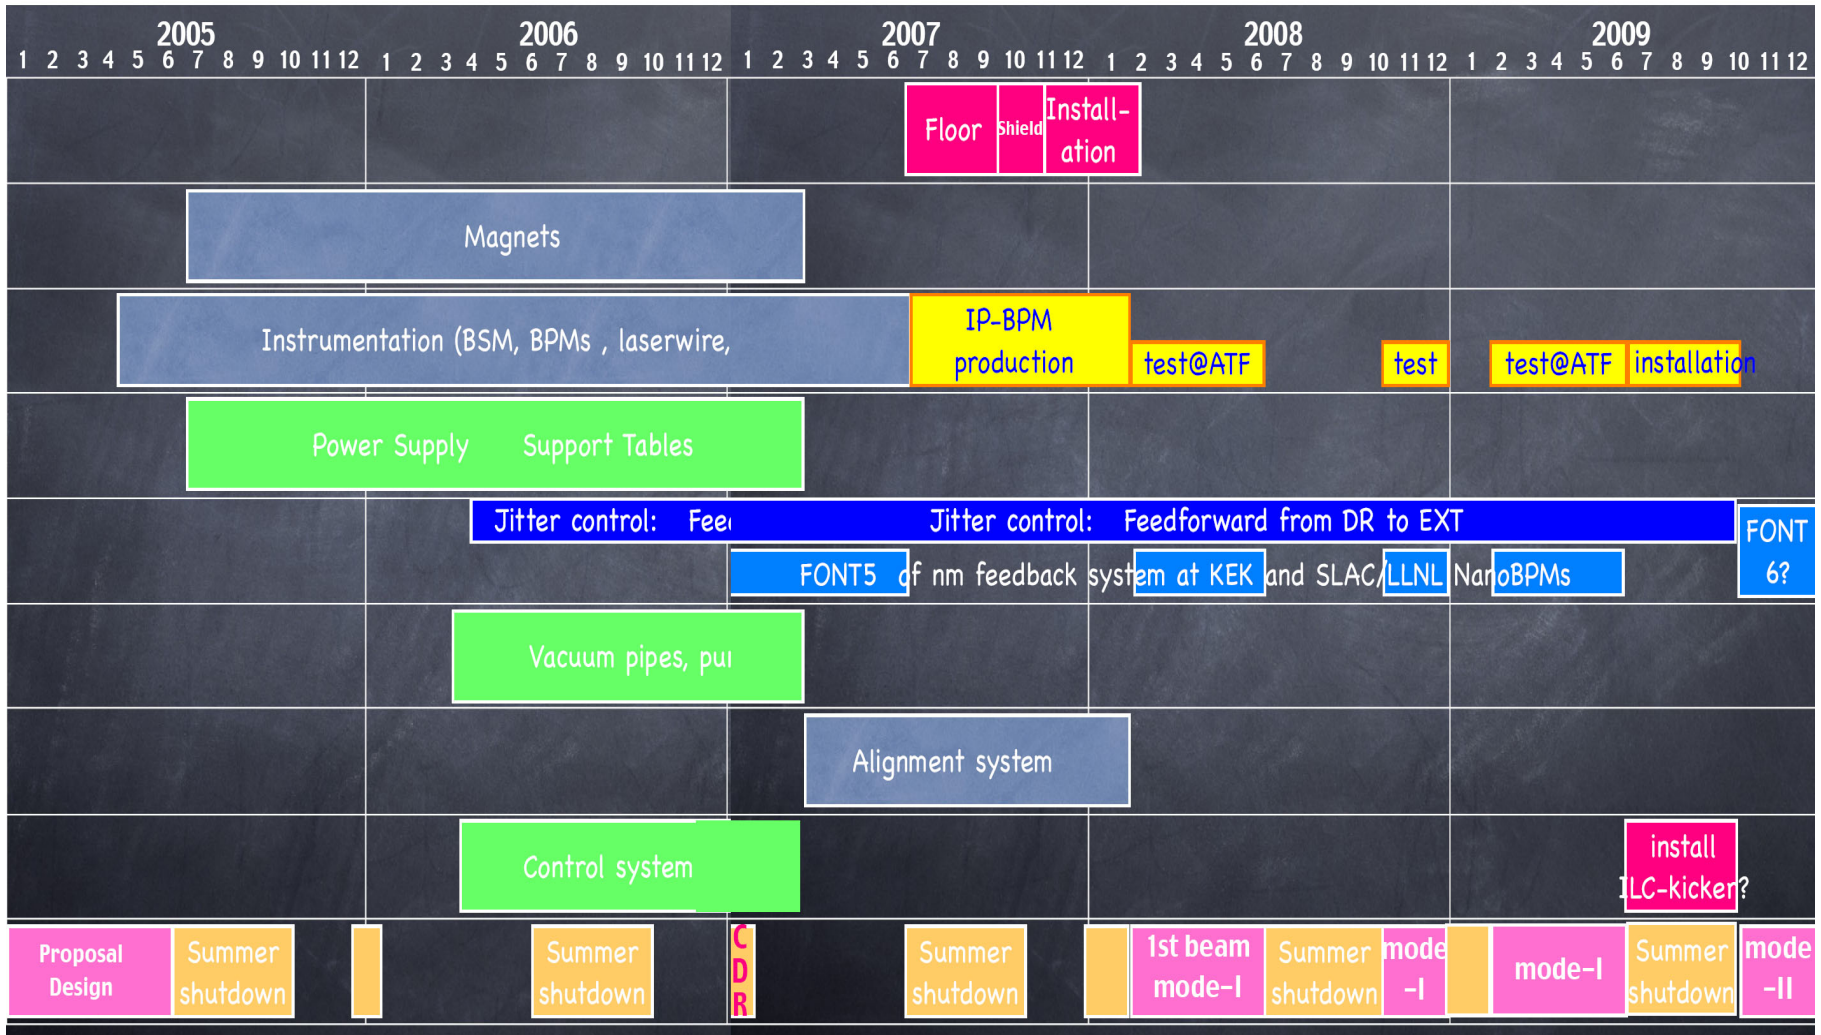 2005 2006 2007 2008 2009
1 2 3 4 5 6 7 8 9 10 11 12 1 2 3 4 5 6 7 8 9 10 11 12 1 2 3 4 5 6 7 8 9 10 11 12 1 2 3 4 5 6 7 8 9 10 11 12 1 2 3 4 5 6 7 8 9 10 11 12
Floor
Shield
Install-
ation
Magnets
Instrumentation (BSM, BPMs , laserwire,
IP-BPM
production
test@ATF
test
test@ATF
installation
Power Supply Support Tables
Jitter control: Feed
Jitter control: Feedforward from DR to EXT
FONT
6?
FONT5 of nm feedback system at KEK and SLAC/LLNL NanoBPMs
Vacuum pipes, pu
Alignment system
Control system
install
ILC-kicker?
Proposal
Design
Summer
shutdown
Summer
shutdown
C
D
R
Summer
shutdown
1st beam
mode-I
Summer
shutdown
mode
-I
mode-I
Summer
shutdown
mode
-II